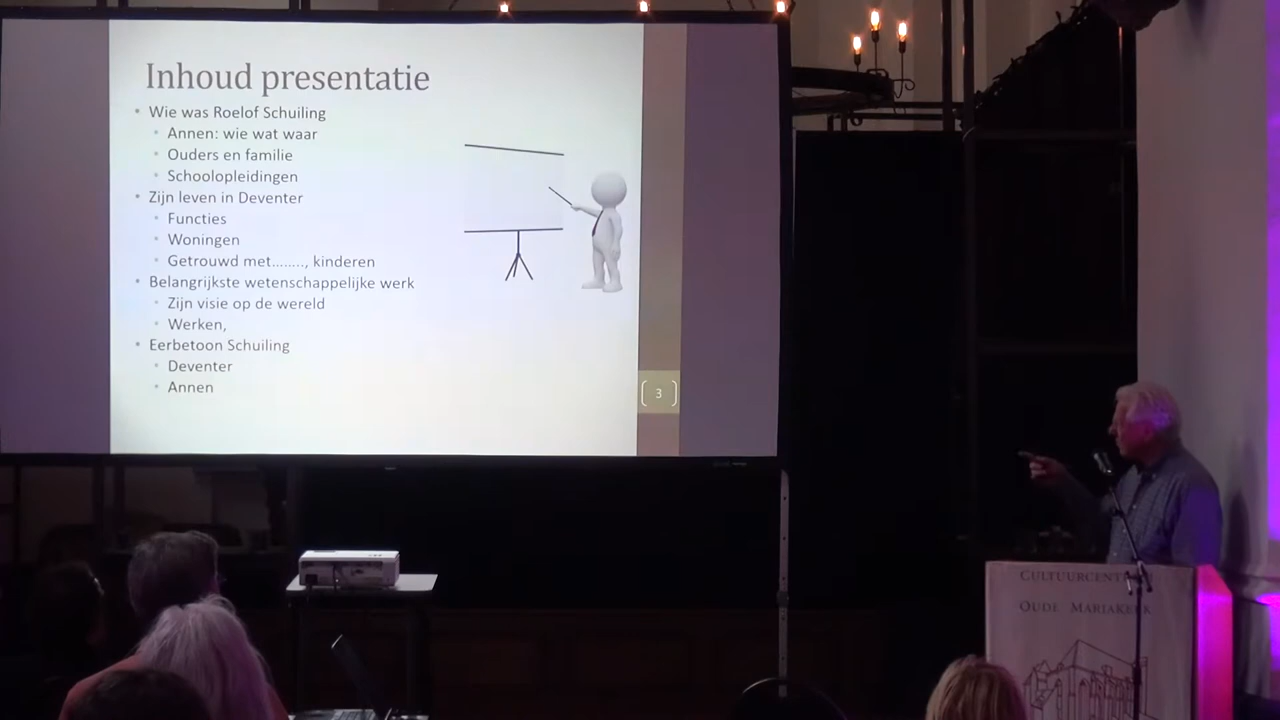 Inhoud presentatie
Wie was Roelof Schuiling
Annen: wie wat waar
Ouders en familie
Schoolopleidingen
Zijn leven in Deventer
Functies
Woningen
Getrouwd met…….., kinderen
Belangrijkste wetenschappelijke werk
Zijn visie op de wereld
Werken,
Eerbetoon Schuiling
Deventer
Annen
3
Cultuurcentrum
Oude Mariakerk